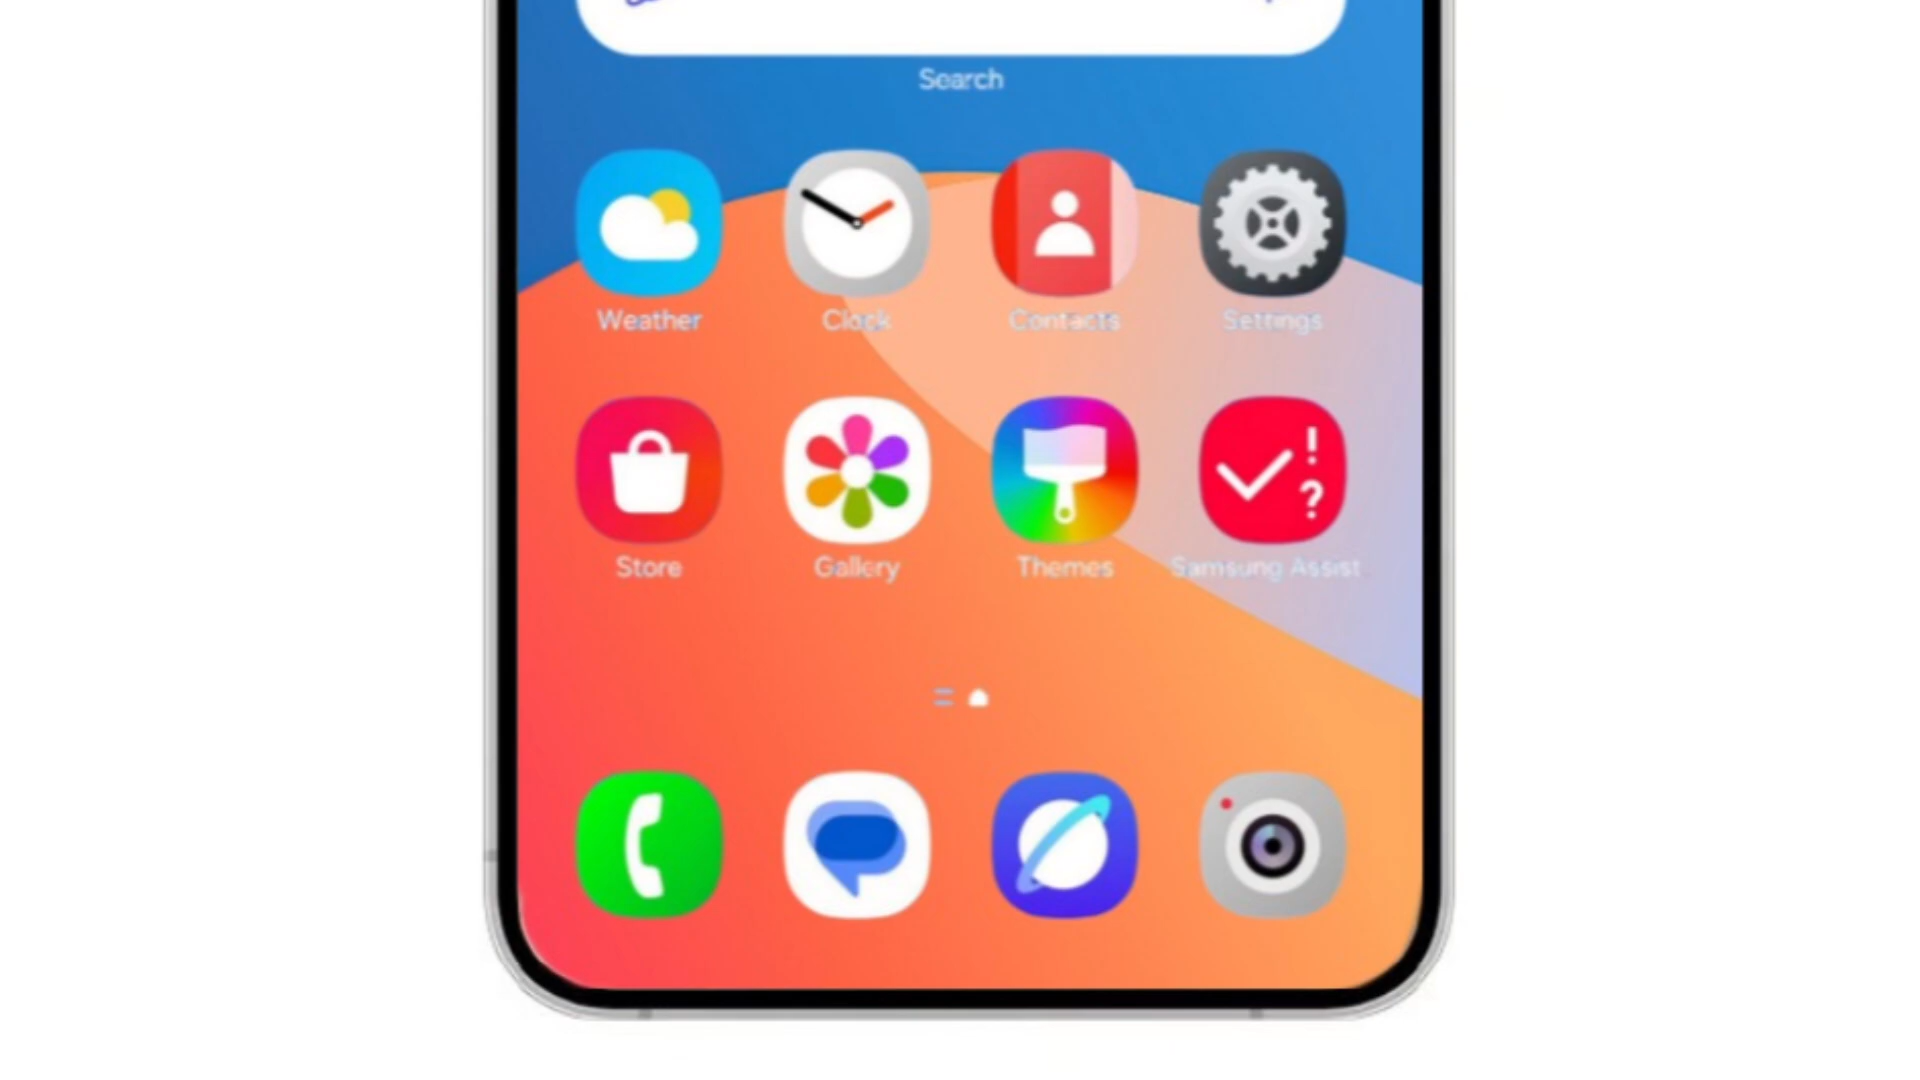 Search
Weather
Clock
Contacts
Settings
! 
?
Store
Gallery
Themes
Samsung Assist